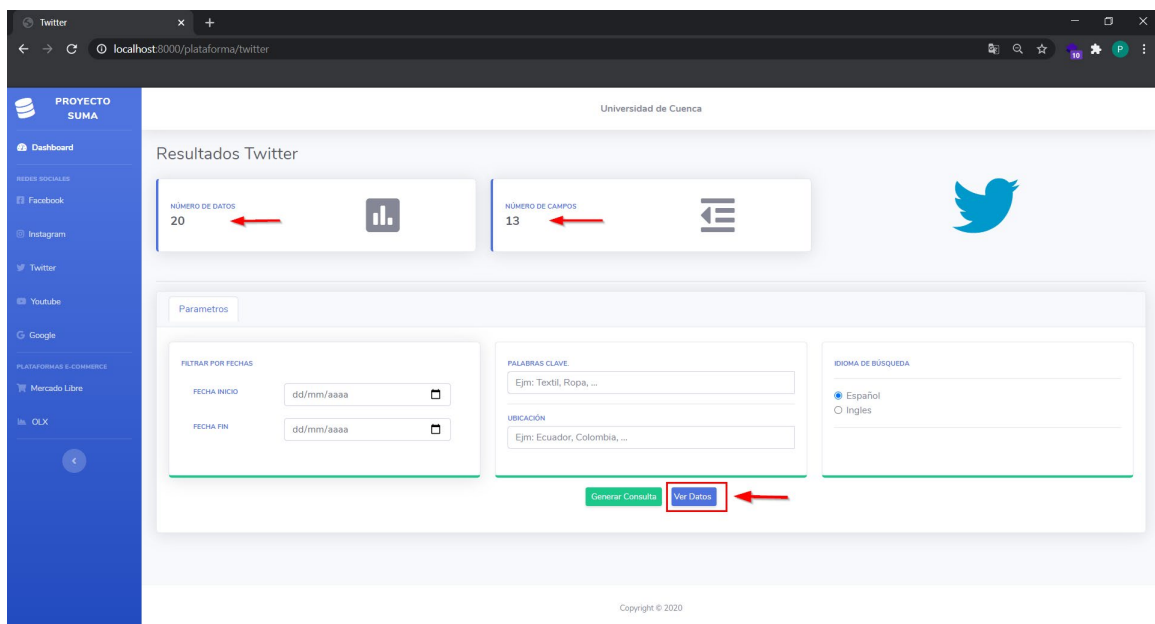 Twitter
localhost:8000/plataforma/twitter
10
P
PROYECTO
SUMA
Dashboard
REDES SOCIALES
Facebook
Instagram
Twitter
Youtube
Google
PLATAFORMAS E-COMMERCE
Mercado Libre
OLX
Universidad de Cuenca
Resultados Twitter
NÚMERO DE DATOS
20
NÚMERO DE CAMPOS
13
Parametros
FILTRAR POR FECHAS
FECHA INICIO
dd/mm/aaaa
FECHA FIN
dd/mm/aaaa
PALABRAS CLAVE.
Ejm: Textil, Ropa, ...
UBICACIÓN
Ejm: Ecuador, Colombia, ...
IDIOMA DE BÚSQUEDA
Español
Ingles
Generar Consulta
Ver Datos
Copyright © 2020